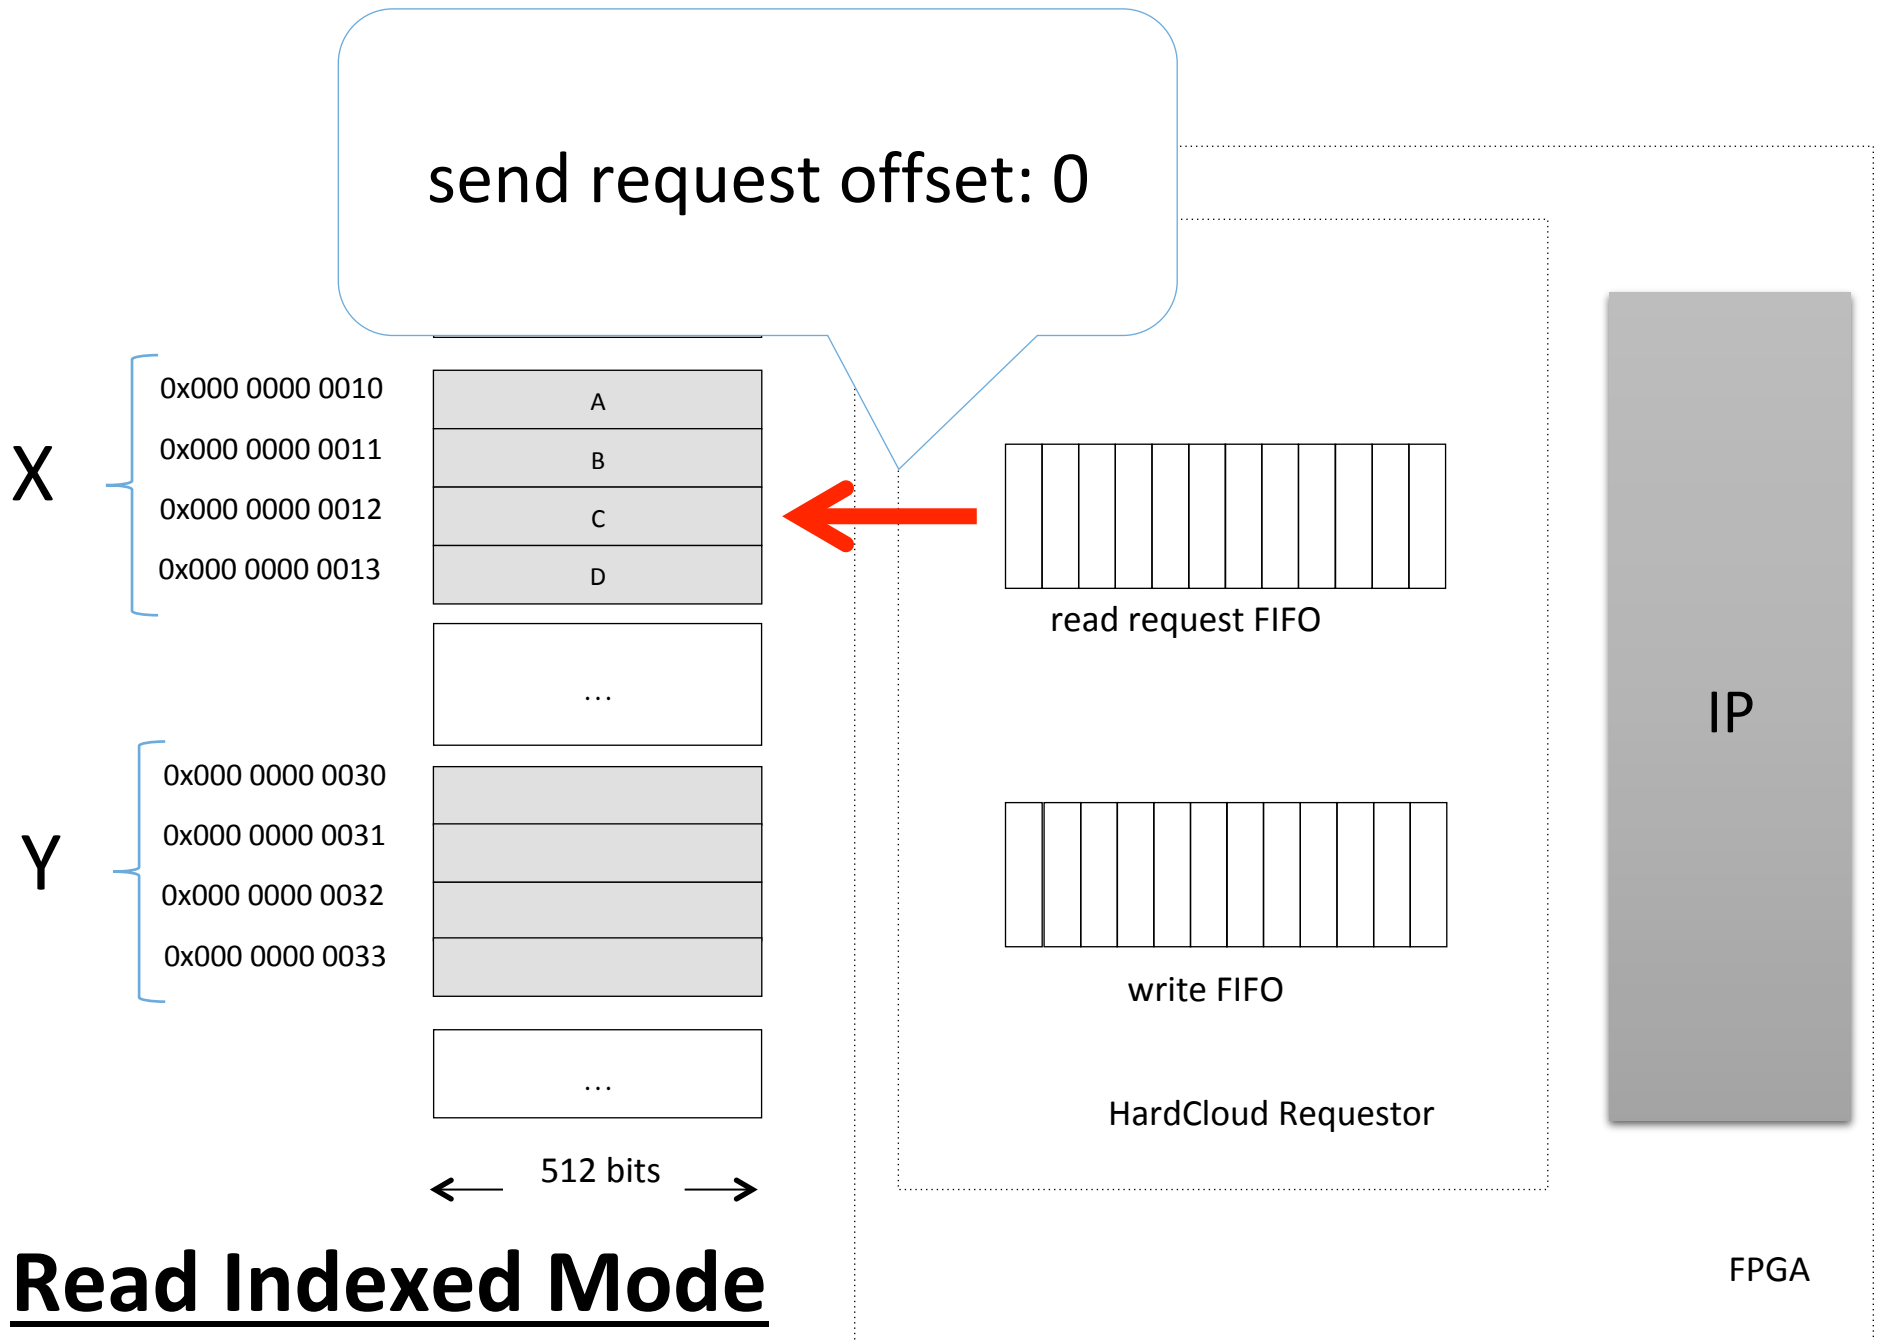 send request offset: 0
X
0x000 0000 0010
A
0x000 0000 0011
B
0x000 0000 0012
C
0x000 0000 0013
D
read request FIFO
...
IP
Y
0x000 0000 0030
0x000 0000 0031
0x000 0000 0032
0x000 0000 0033
write FIFO
...
HardCloud Requestor
512 bits
Read Indexed Mode
FPGA